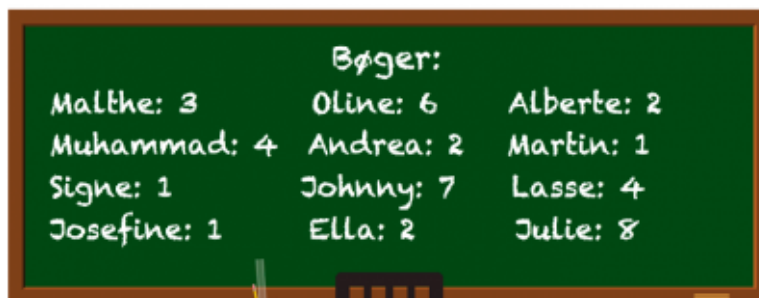 Bøger:
Malthe: 3 Oline: 6 Alberte: 2
Muhammad: 4 Andrea: 2 Martin: 1
Signe: 1 Johnny: 7 Lasse: 4
Josefine: 1 Ella: 2 Julie: 8